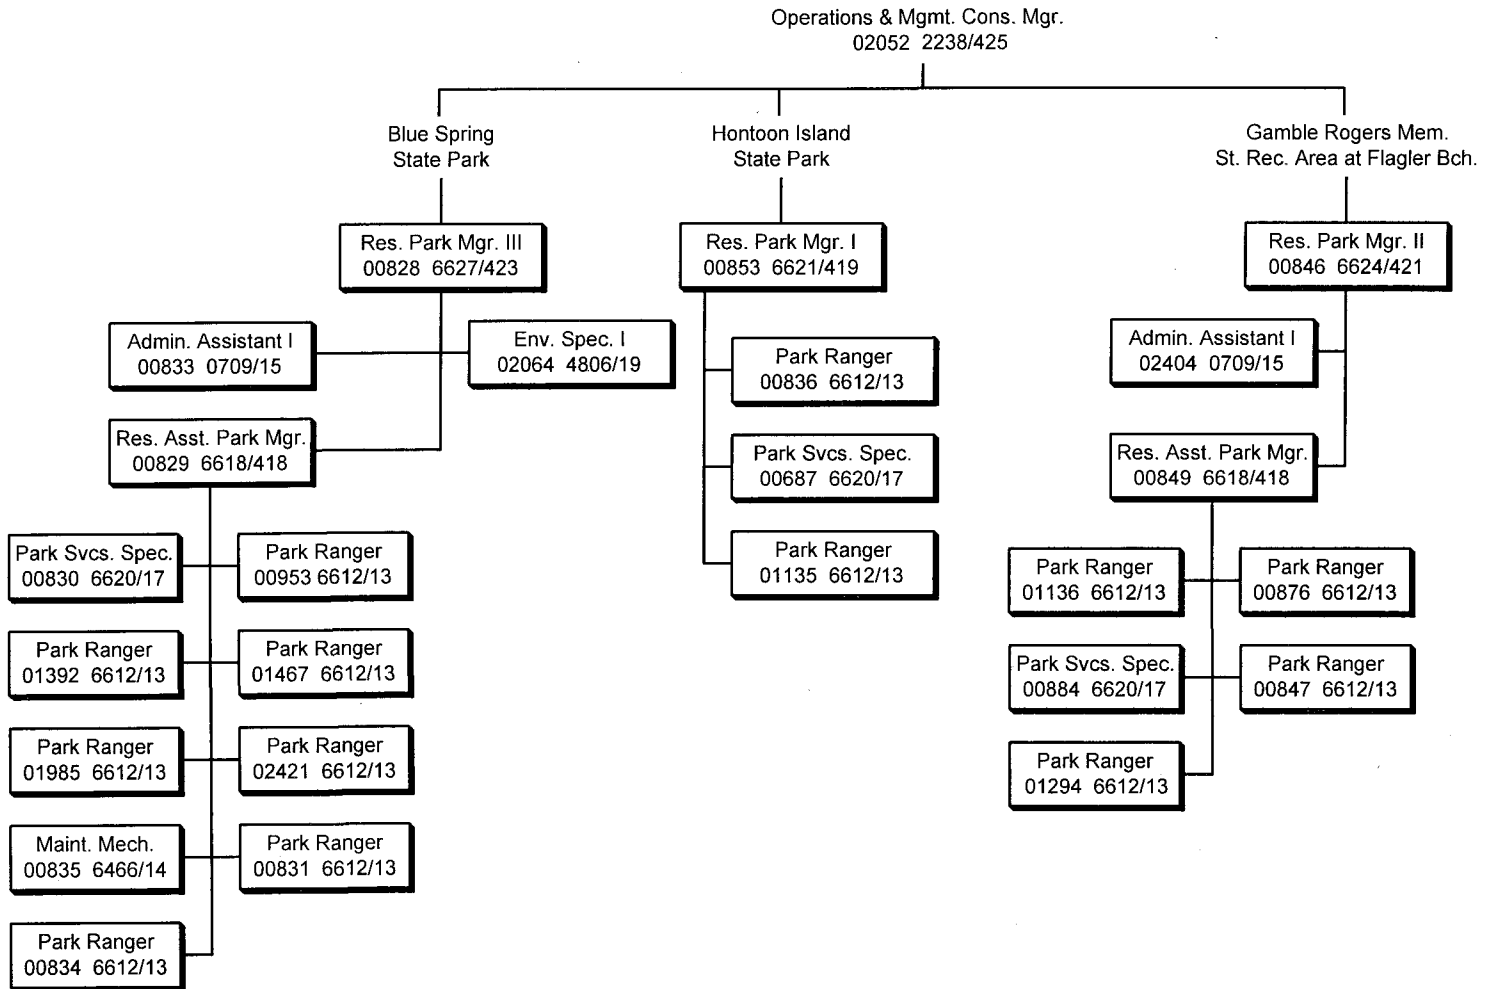 Operations & Mgmt. Cons. Mgr.
02052 2238/425
Blue Spring
State Park
Hontoon Island
State Park
Gamble Rogers Mem.
St. Rec. Area at Flagler Bch.
Res. Park Mgr. III
00828 6627/423
Res. Park Mgr. I
00853 6621/419
Res. Park Mgr. II
00846 6624/421
Admin. Assistant I
00833 0709/15
Env. Spec. I
02064 4806/19
Park Ranger
00836 6612/13
Admin. Assistant I
02404 0709/15
Res. Asst. Park Mgr.
00829 6618/418
Park Svcs. Spec.
00687 6620/17
Res. Asst. Park Mgr.
00849 6618/418
Park Svcs. Spec.
00830 6620/17
Park Ranger
00953 6612/13
Park Ranger
01135 6612/13
Park Ranger
01136 6612/13
Park Ranger
00876 6612/13
Park Ranger
01392 6612/13
Park Ranger
01467 6612/13
Park Svcs. Spec.
00884 6620/17
Park Ranger
00847 6612/13
Park Ranger
01985 6612/13
Park Ranger
02421 6612/13
Park Ranger
01294 6612/13
Maint. Mech.
00835 6466/14
Park Ranger
00831 6612/13
Park Ranger
00834 6612/13